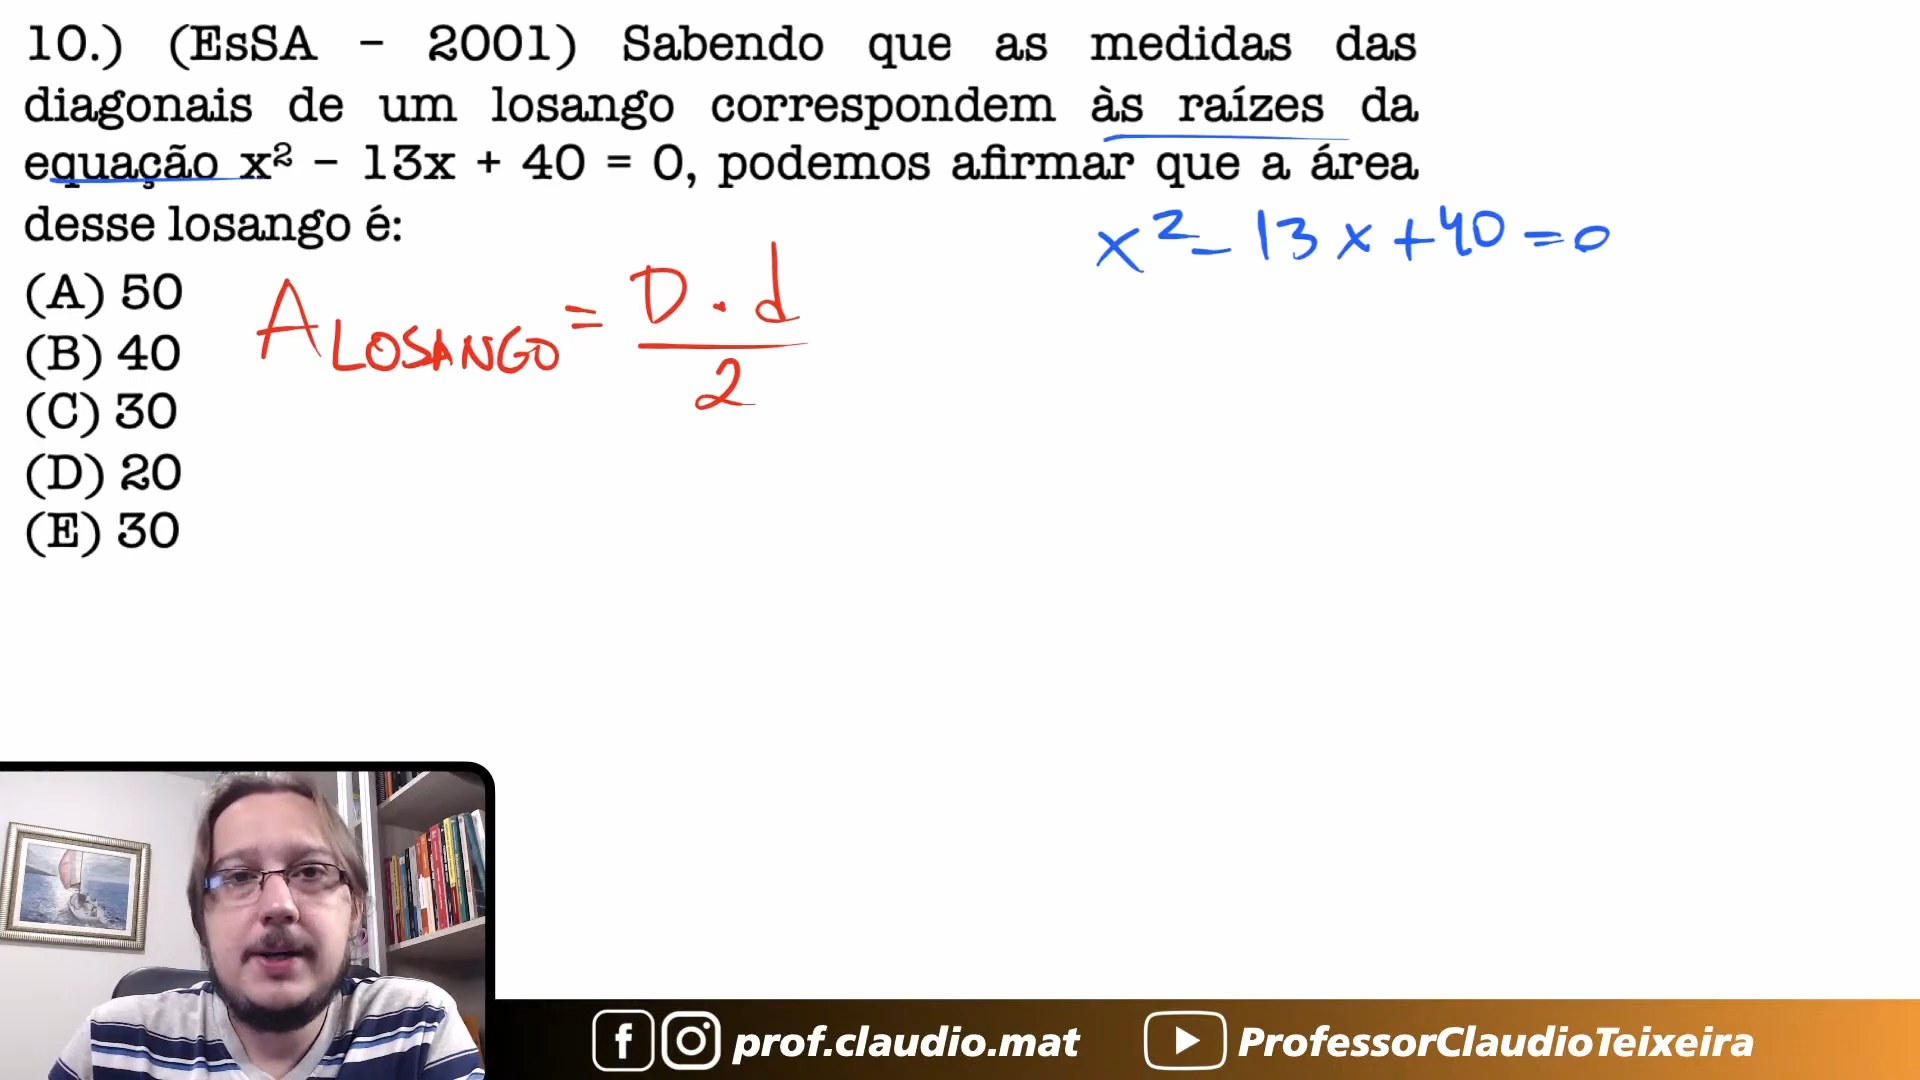 10.) (EsSA - 2001) Sabendo que as medidas das
diagonais de um losango correspondem às raízes da
equação x² - 13x + 40 = 0, podemos afirmar que a área
desse losango é:
x² - 13x + 40 = 0
(A) 50
(B) 40
(C) 30
(D) 20
(E) 30
A LOSANGO = D . d
2
prof.claudio.mat
ProfessorClaudioTeixeira